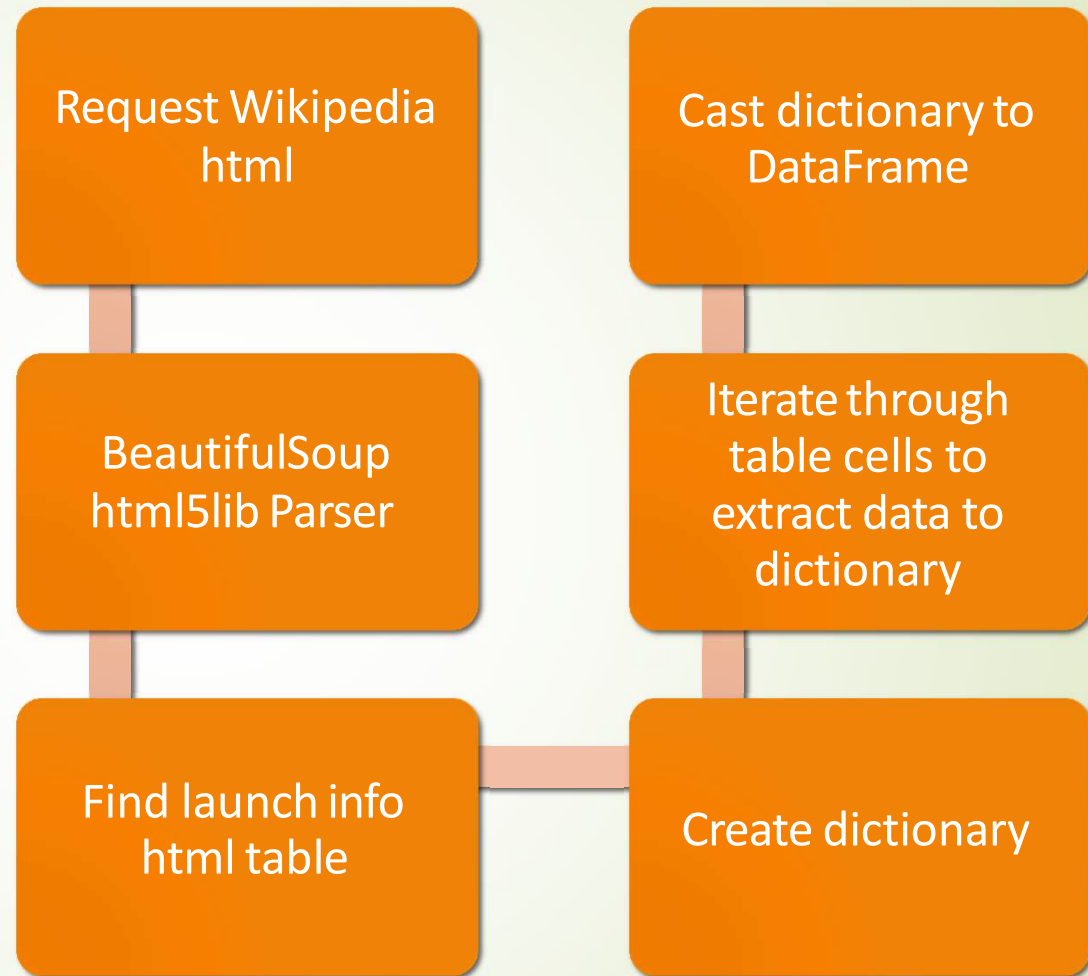 Request Wikipedia
html
BeautifulSoup
html5lib Parser
Find launch info
html table
Create dictionary
Iterate through
table cells to
extract data to
dictionary
Cast dictionary to
DataFrame